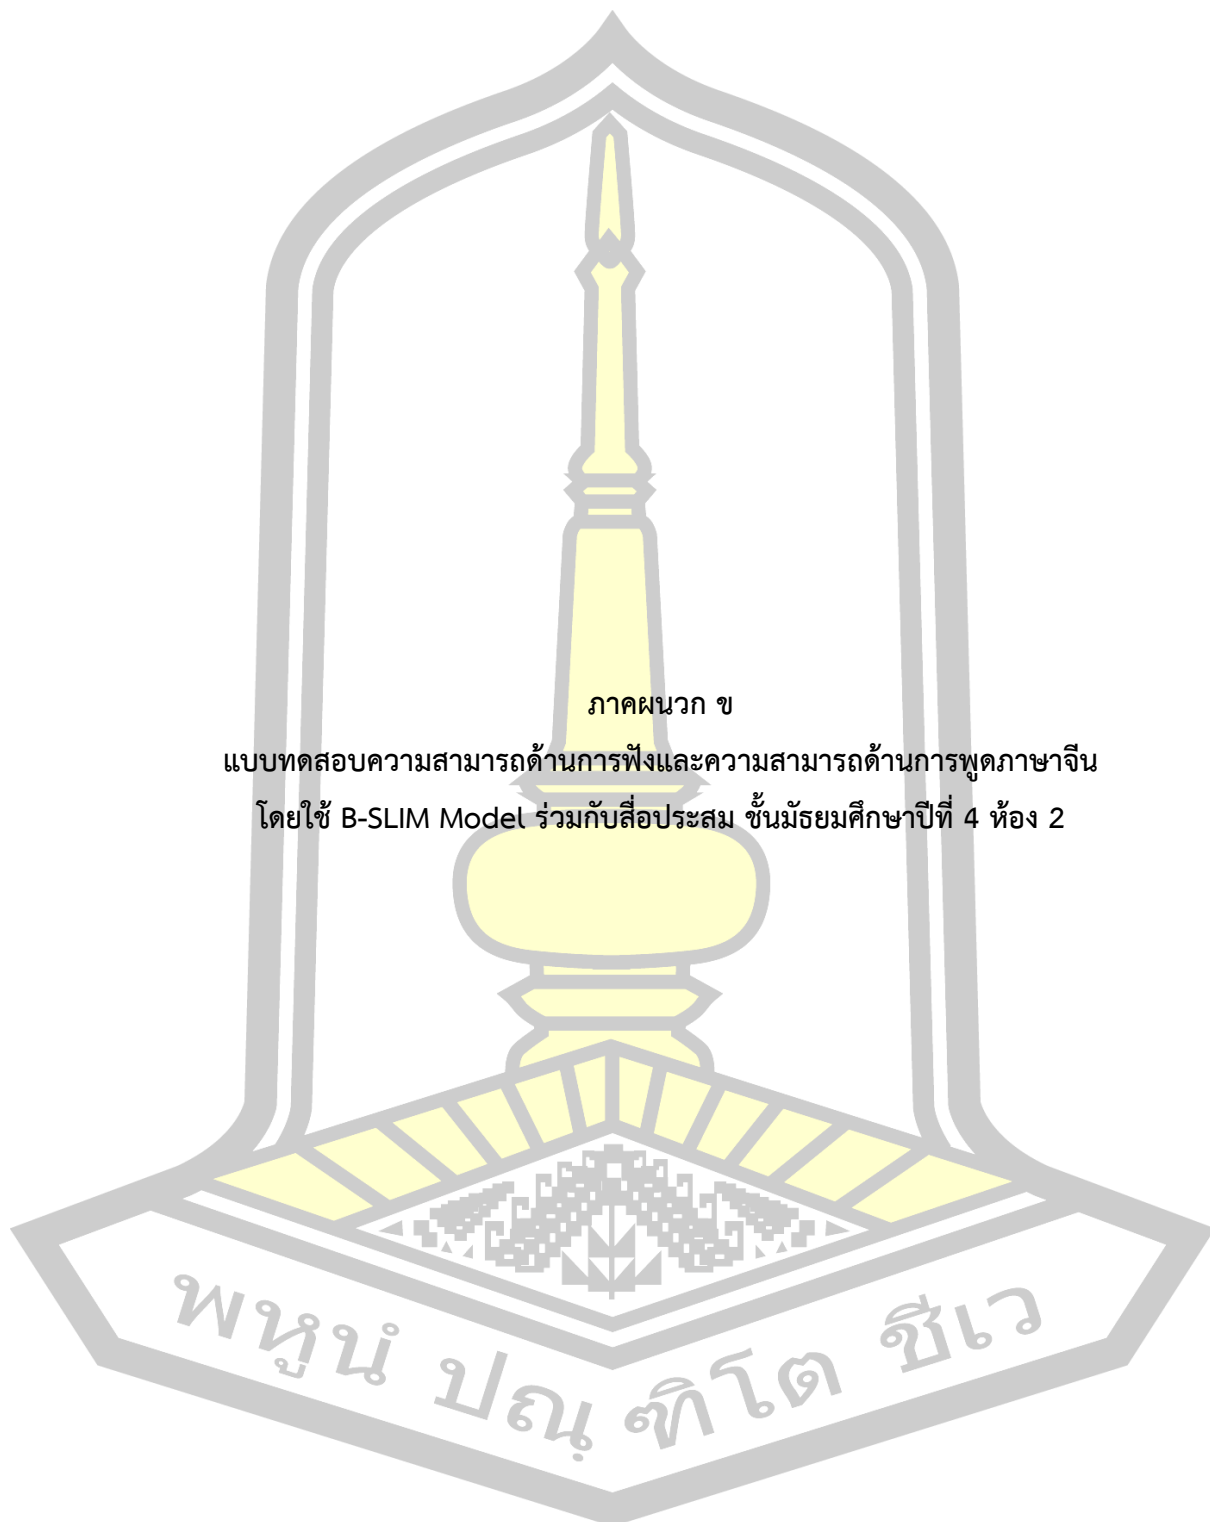 ภาคผนวก ข
แบบทดสอบความสามารถด้านการฟังและความสามารถด้านการพูดภาษาจีน
โดยใช้ B-SLIM Model ร่วมกับสื่อประสม ชั้นมัธยมศึกษาปีที่ 4 ห้อง 2
พหูนํ ปณฺฑิโต ชีเว